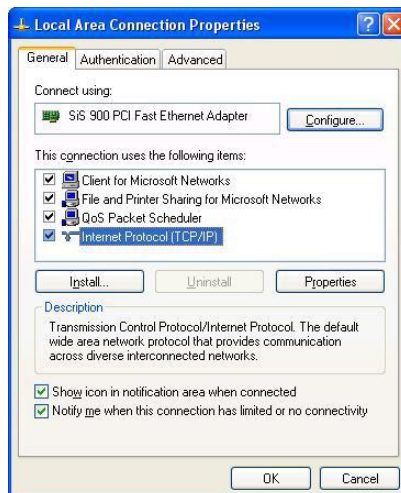 Local Area Connection Properties
General Authentication Advanced
Connect using:
SiS 900 PCI Fast Ethernet Adapter
Configure...
This connection uses the following items:
Client for Microsoft Networks
File and Printer Sharing for Microsoft Networks
QoS Packet Scheduler
Internet Protocol (TCP/IP)
Install... Uninstall Properties
Description
Transmission Control Protocol/Internet Protocol. The default
wide area network protocol that provides communication
across diverse interconnected networks.
Show icon in notification area when connected
Notify me when this connection has limited or no connectivity
OK Cancel